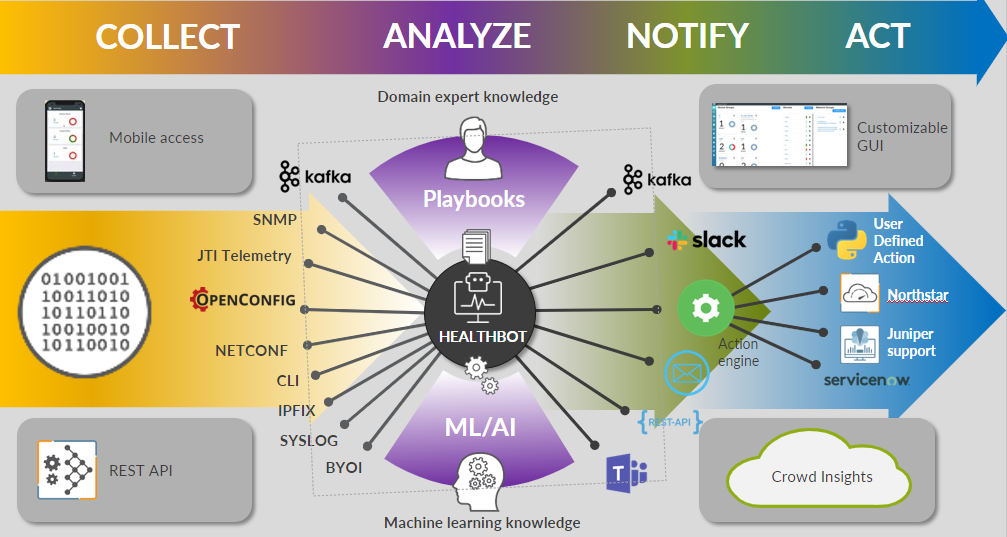 COLLECT
ANALYZE
NOTIFY
ACT
Mobile access
Domain expert knowledge
Customizable
GUI
kafka
SNMP
JTI Telemetry
OPENCONFIG
NETCONF
CLI
IPFIX
SYSLOG
BYOI
01001001
10011010
10110110
10010010
10110010
Playbooks
HEALTHBOT
ML/AI
Machine learning knowledge
kafka
slack
Action
engine
{REST-API}
T
User
Defined
Action
Northstar
Juniper
support
servicenow
REST API
Crowd Insights